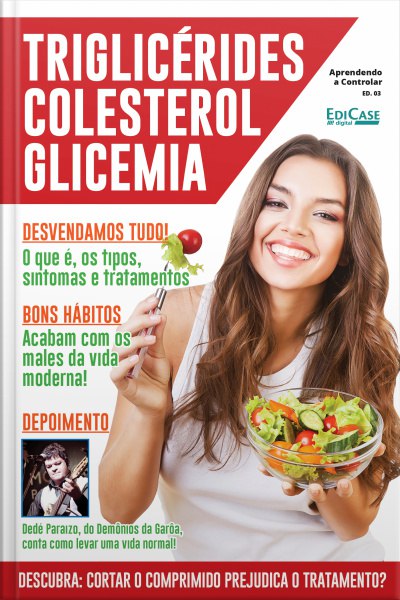 TRIGLICÉRIDES
COLESTEROL
GLICEMIA
Aprendendo
a Controlar
ED. 03
EDICASE
digital
DESVENDAMOS TUDO!
O que é, os tipos,
sintomas e tratamentos
BONS HÁBITOS
Acabam com os
males da vida
moderna!
DEPOIMENTO
Dedé Paraizo, do Demônios da Garôa,
conta como levar uma vida normal!
DESCUBRA: CORTAR O COMPRIMIDO PREJUDICA O TRATAMENTO?